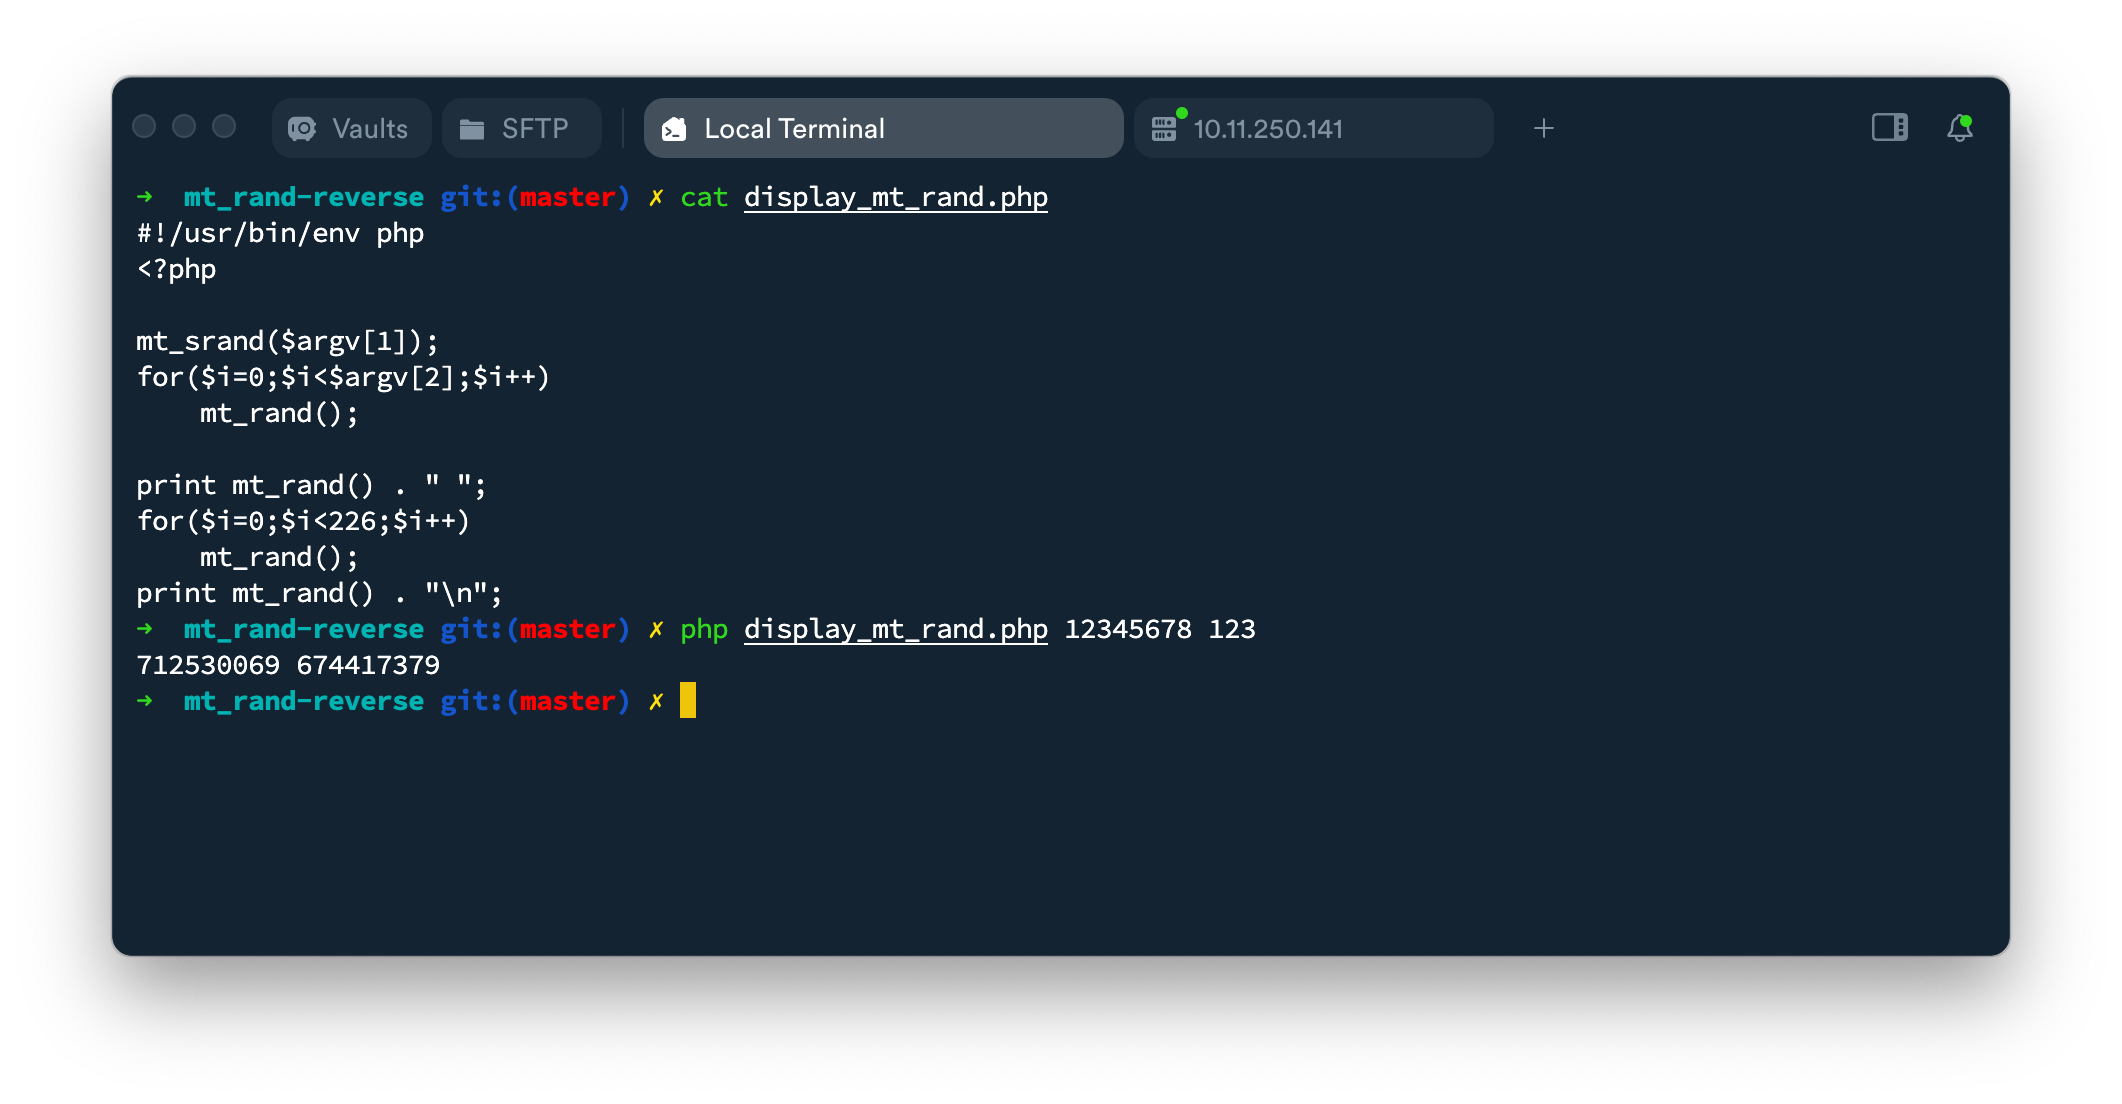 Vaults SFTP Local Terminal 10.11.250.141 +
→ mt_rand-reverse git:(master) ✗ cat display_mt_rand.php
#!/usr/bin/env php
<?php

mt_srand($argv[1]);
for($i=0;$i<$argv[2];$i++)
    mt_rand();

print mt_rand() . " ";
for($i=0;$i<226;$i++)
    mt_rand();
print mt_rand() . "\n";
→ mt_rand-reverse git:(master) ✗ php display_mt_rand.php 12345678 123
712530069 674417379
→ mt_rand-reverse git:(master) ✗